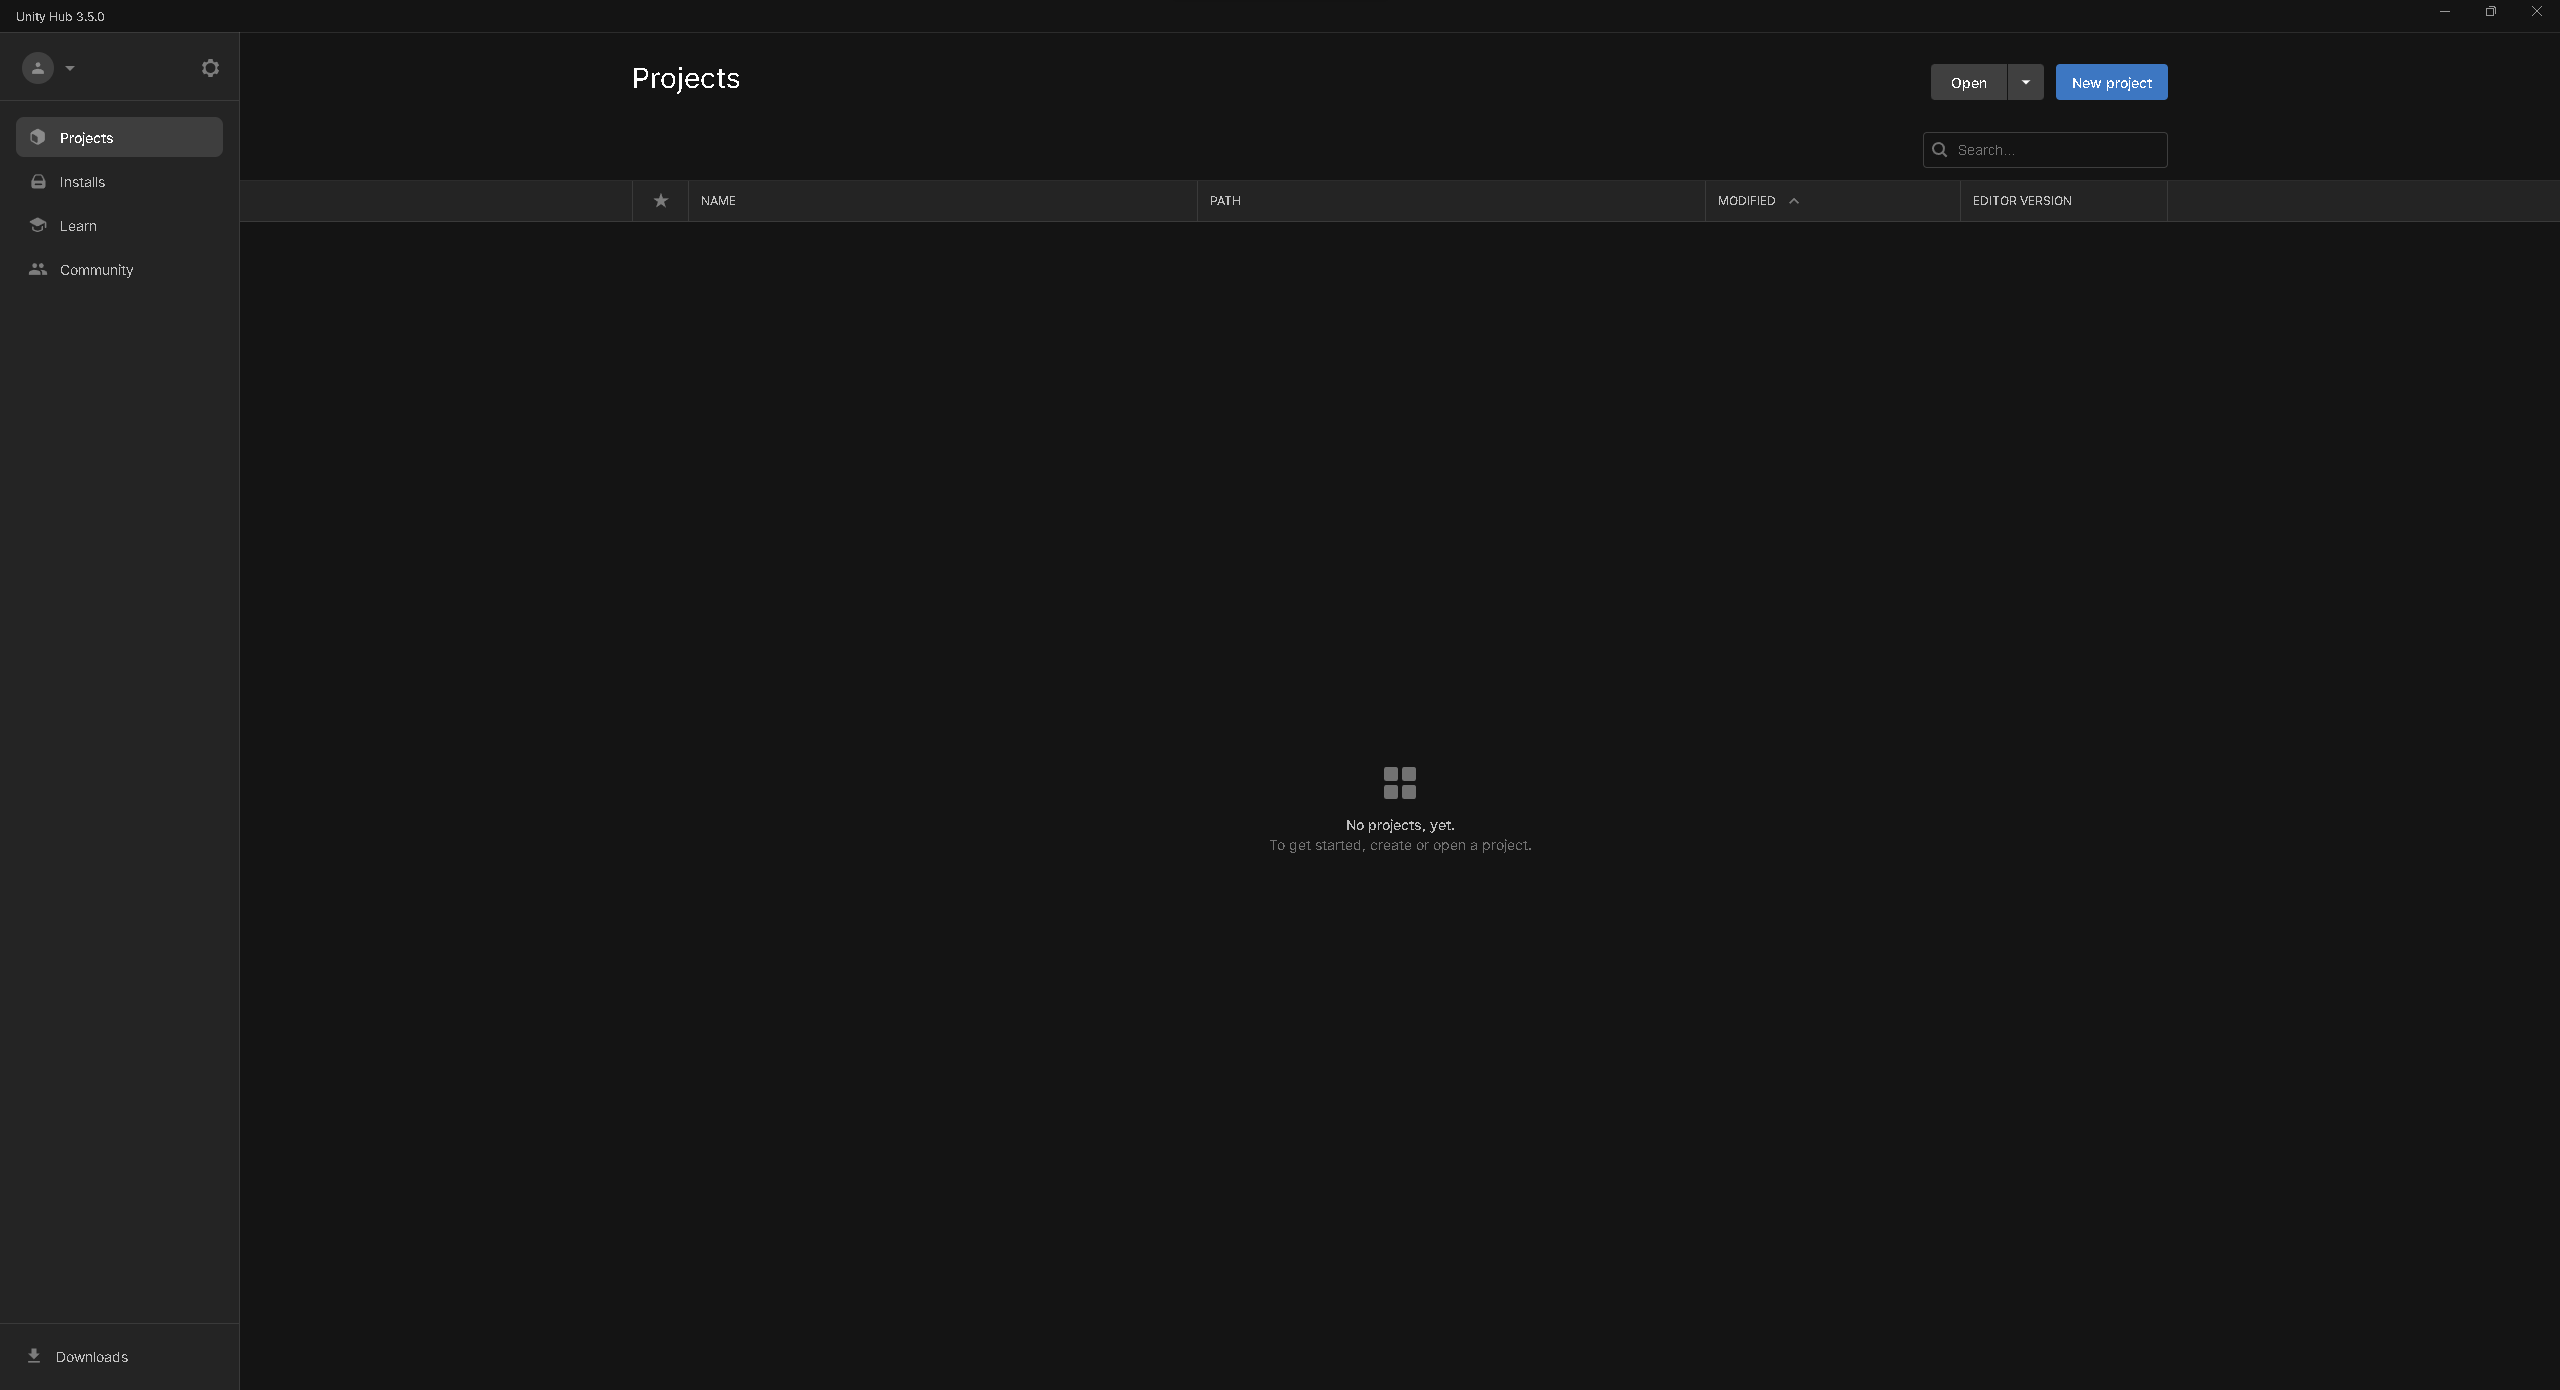 Unity Hub 3.5.0
Projects
Open
New project
Projects
Installs
Learn
Community
Search...
NAME
PATH
MODIFIED
EDITOR VERSION
No projects, yet.
To get started, create or open a project.
Downloads